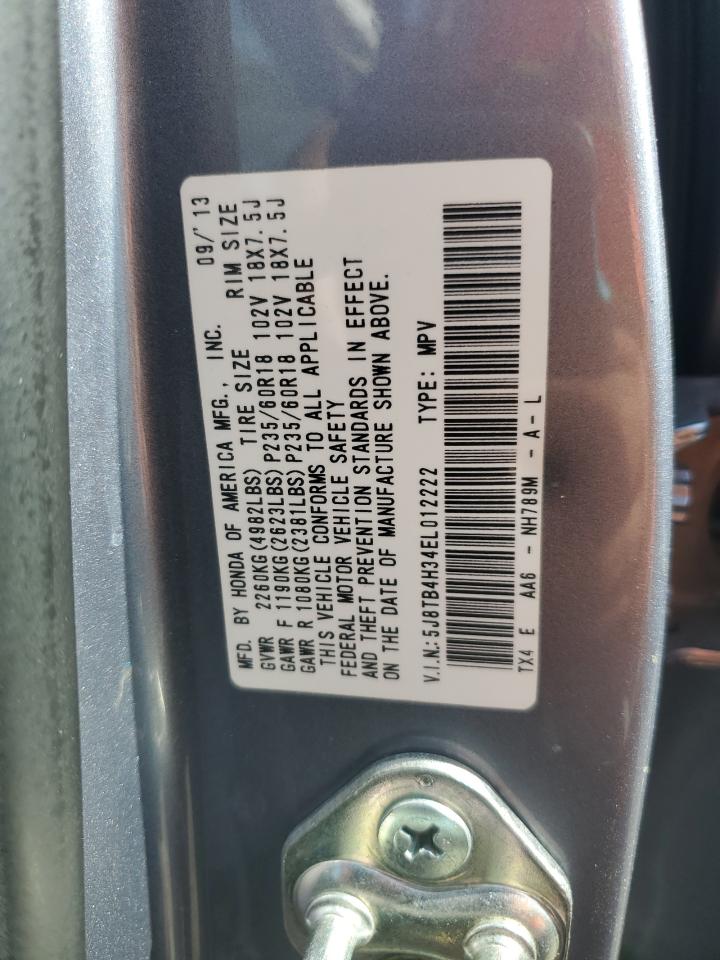 MFD. BY HONDA OF AMERICA MFG., INC. 09/'13
GVWR 2260KG(4982LBS) TIRE SIZE RIM SIZE
GAWR F 1190KG(2623LBS) P235/60R18 102V 18X7.5J
GAWR R 1080KG(2381LBS) P235/60R18 102V 18X7.5J
THIS VEHICLE CONFORMS TO ALL APPLICABLE
FEDERAL MOTOR VEHICLE SAFETY
AND THEFT PREVENTION STANDARDS IN EFFECT
ON THE DATE OF MANUFACTURE SHOWN ABOVE.
V.I.N.: 5J8TB4H34EL012222 TYPE: MPV
TX4 E AA6 - NH789M - A - L